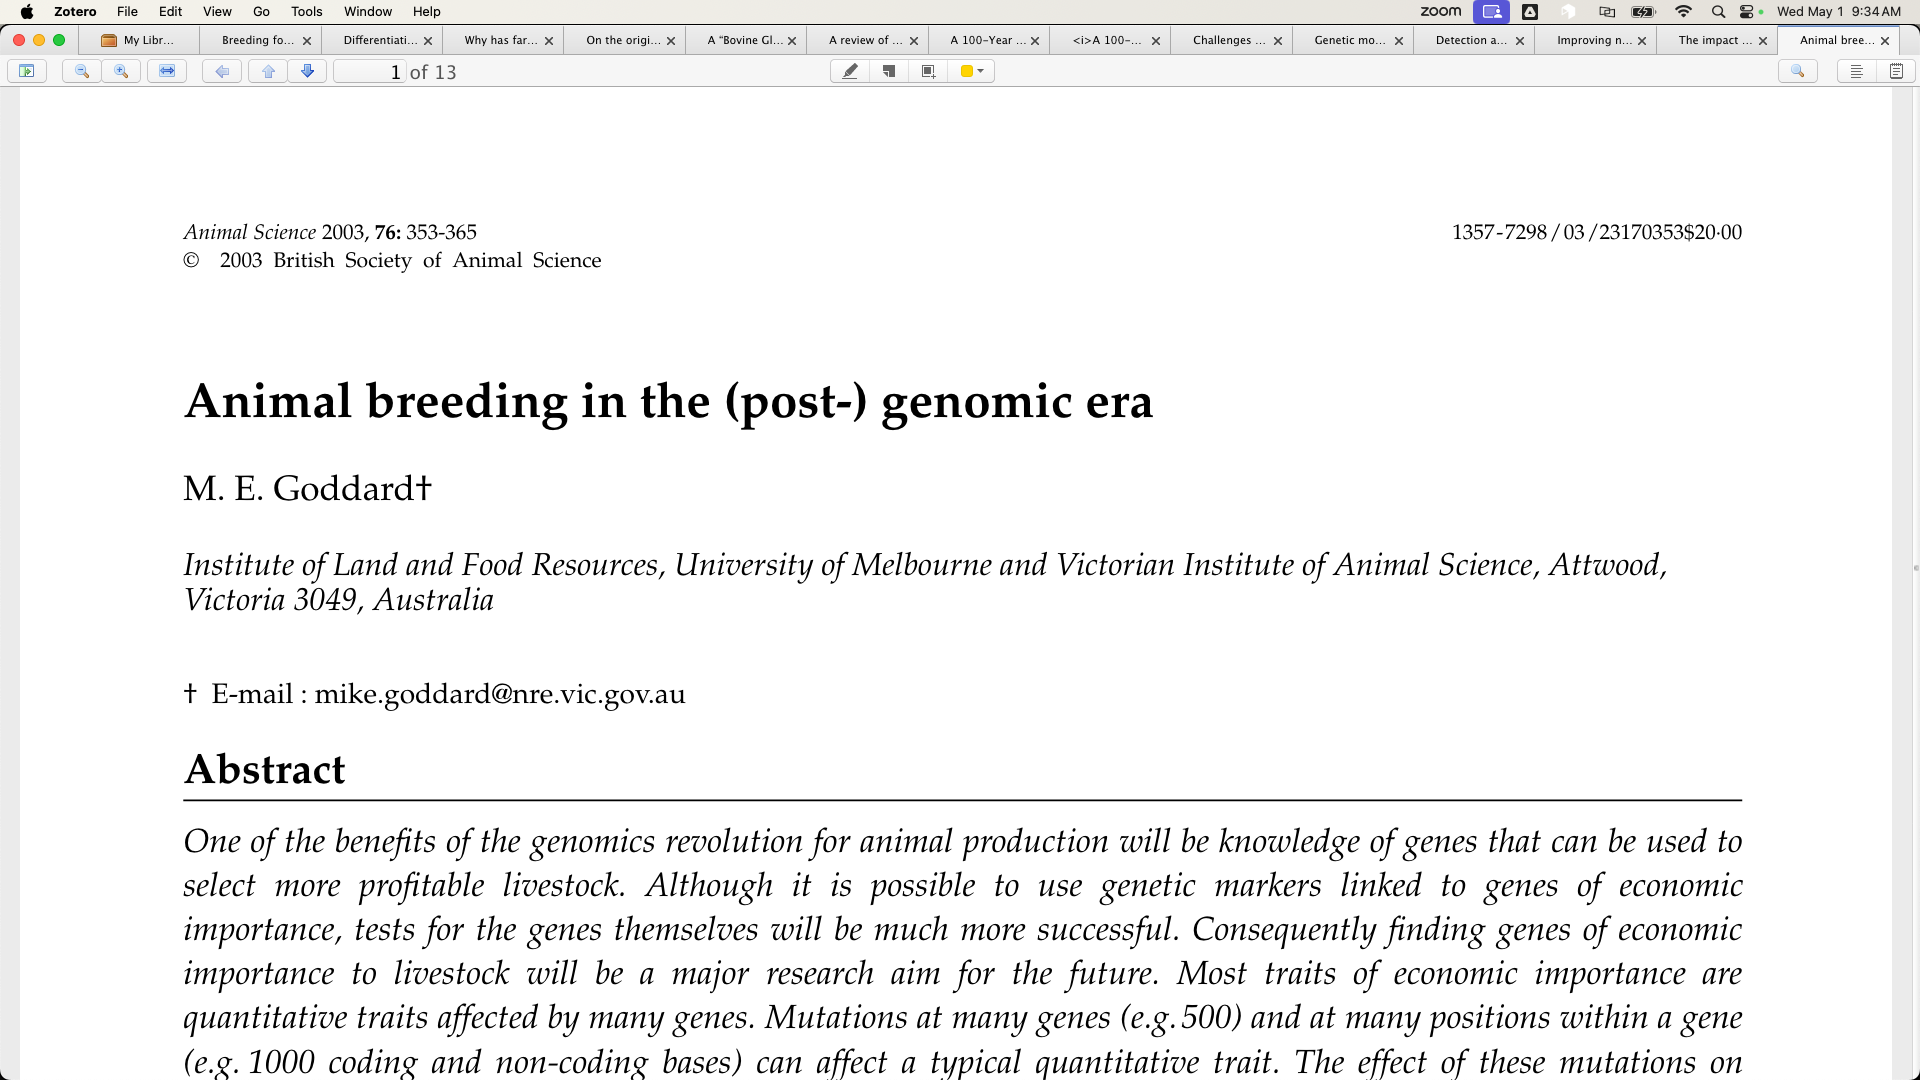 Zotero File Edit View Go Tools Window Help zoom Wed May 1 9:34 AM
My Libr... Breeding fo... Differentiati... Why has far... On the origi... A "Bovine Gl... A review of ... A 100-Year ... <i>A 100-... Challenges ... Genetic mo... Detection a... Improving n... The impact ... Animal bree...
1 of 13
Animal Science 2003, 76: 353-365 1357-7298/03/23170353$20·00
© 2003 British Society of Animal Science
Animal breeding in the (post-) genomic era
M. E. Goddard†
Institute of Land and Food Resources, University of Melbourne and Victorian Institute of Animal Science, Attwood,
Victoria 3049, Australia
† E-mail : mike.goddard@nre.vic.gov.au
Abstract
One of the benefits of the genomics revolution for animal production will be knowledge of genes that can be used to
select more profitable livestock. Although it is possible to use genetic markers linked to genes of economic
importance, tests for the genes themselves will be much more successful. Consequently finding genes of economic
importance to livestock will be a major research aim for the future. Most traits of economic importance are
quantitative traits affected by many genes. Mutations at many genes (e.g. 500) and at many positions within a gene
(e.g. 1000 coding and non-coding bases) can affect a typical quantitative trait. The effect of these mutations on